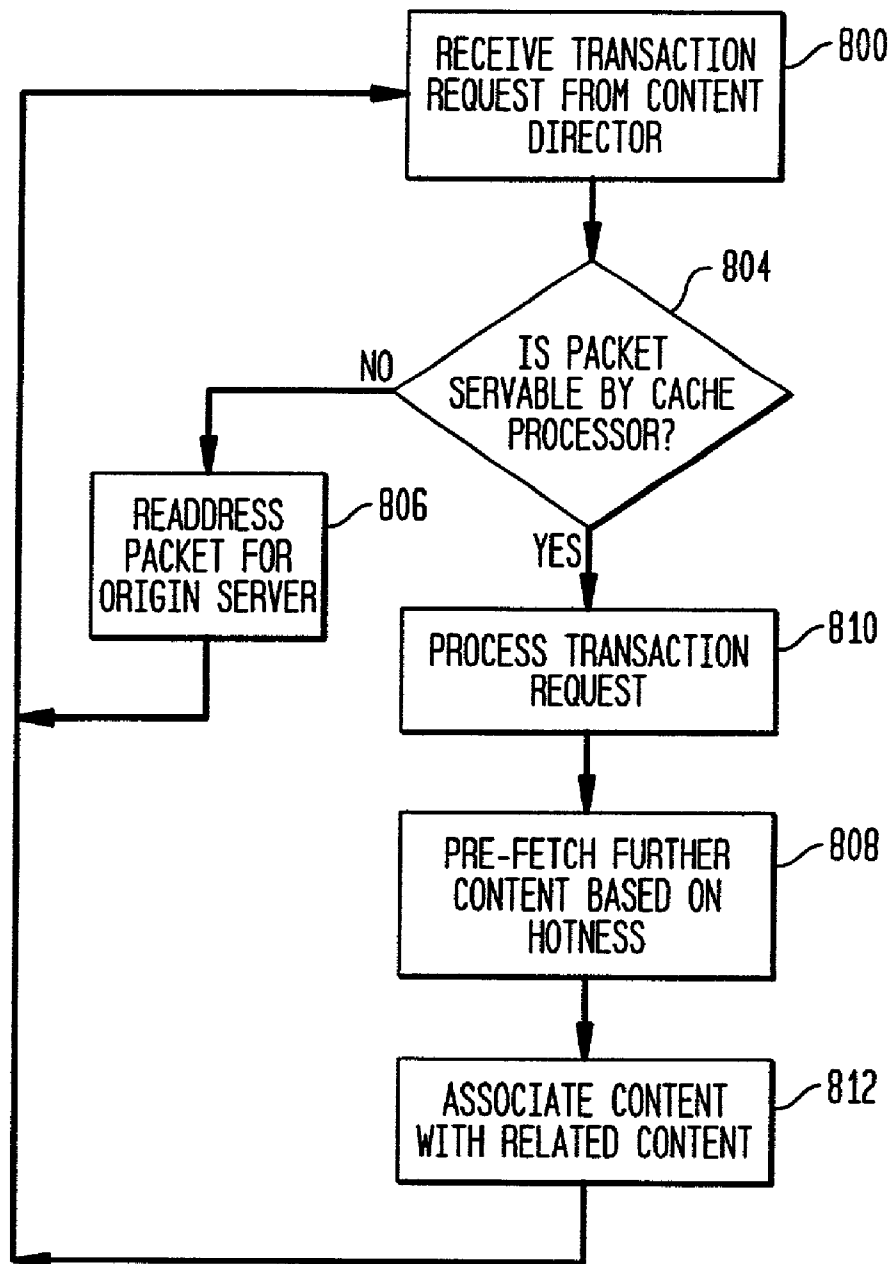 RECEIVE TRANSACTION
REQUEST FROM CONTENT
DIRECTOR
800
804
IS PACKET
SERVABLE BY CACHE
PROCESSOR?
NO
READDRESS
PACKET FOR
ORIGIN SERVER
806
YES
PROCESS TRANSACTION
REQUEST
810
PRE-FETCH FURTHER
CONTENT BASED ON
HOTNESS
808
ASSOCIATE CONTENT
WITH RELATED CONTENT
812